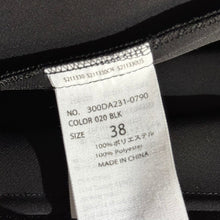 NO. 300DA231-0790
COLOR 020 BLK
SIZE 38
100%ポリエステル
100% Polyester
MADE IN CHINA